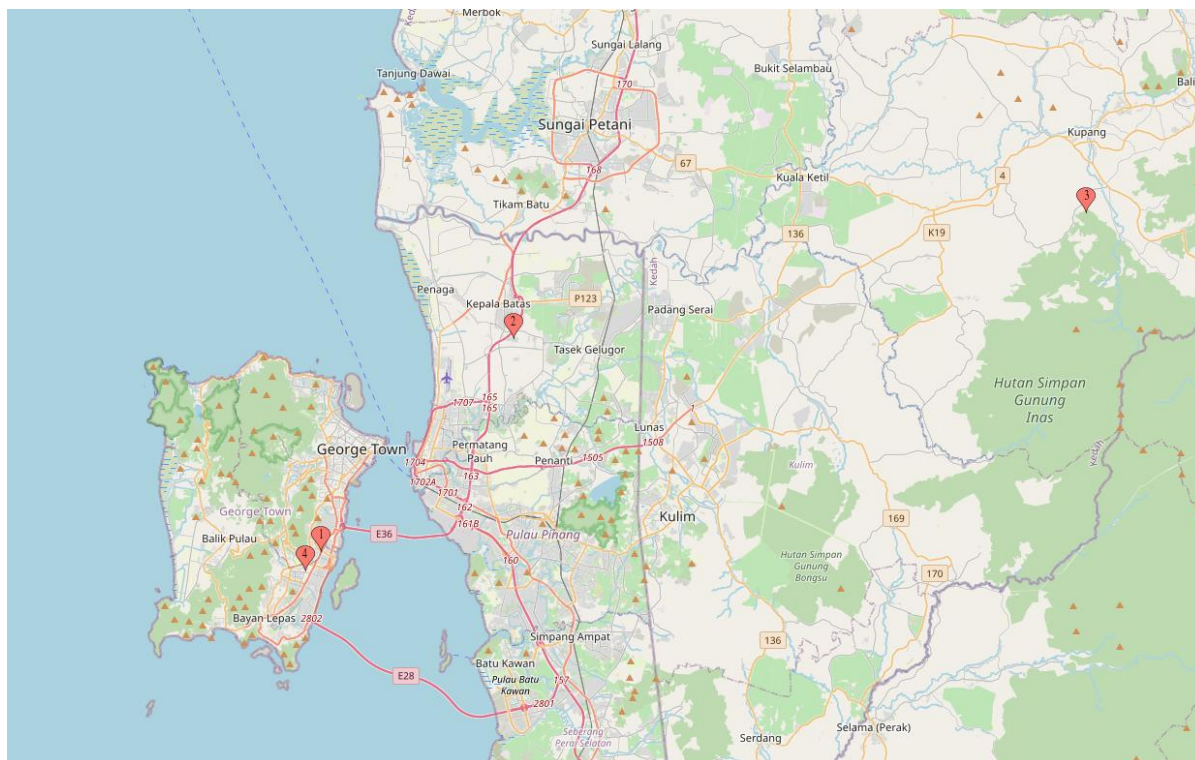 Merbok
Kedah
Sungai Lalang
Bukit Selambau
Tanjung Dawai
170
Bali
Sungai Petani
Kupang
67
168
Kuala Ketil
4
3
Tikam Batu
136
K19
Kedah
Penaga
Kepala Batas
P123
Padang Serai
2
Tasek Gelugor
Hutan Simpan
Gunung
Inas
165
1707
165
1
Lunas
George Town
Permatang
Pauh
1508
Kedah
1704
Penanti
1505
Kulim
163
1702A
1701
George Town
162
Kulim
169
161B
E36
Pulau Pinang
1
Balik Pulau
4
160
Hutan Simpan
Gunung
Bongsu
170
Bayan Lepas
2802
Simpang Ampat
136
Batu Kawan
E28
Pulau Batu
Kawan
157
2801
Seberang
Perai Selatan
Selama (Perak)
Serdang